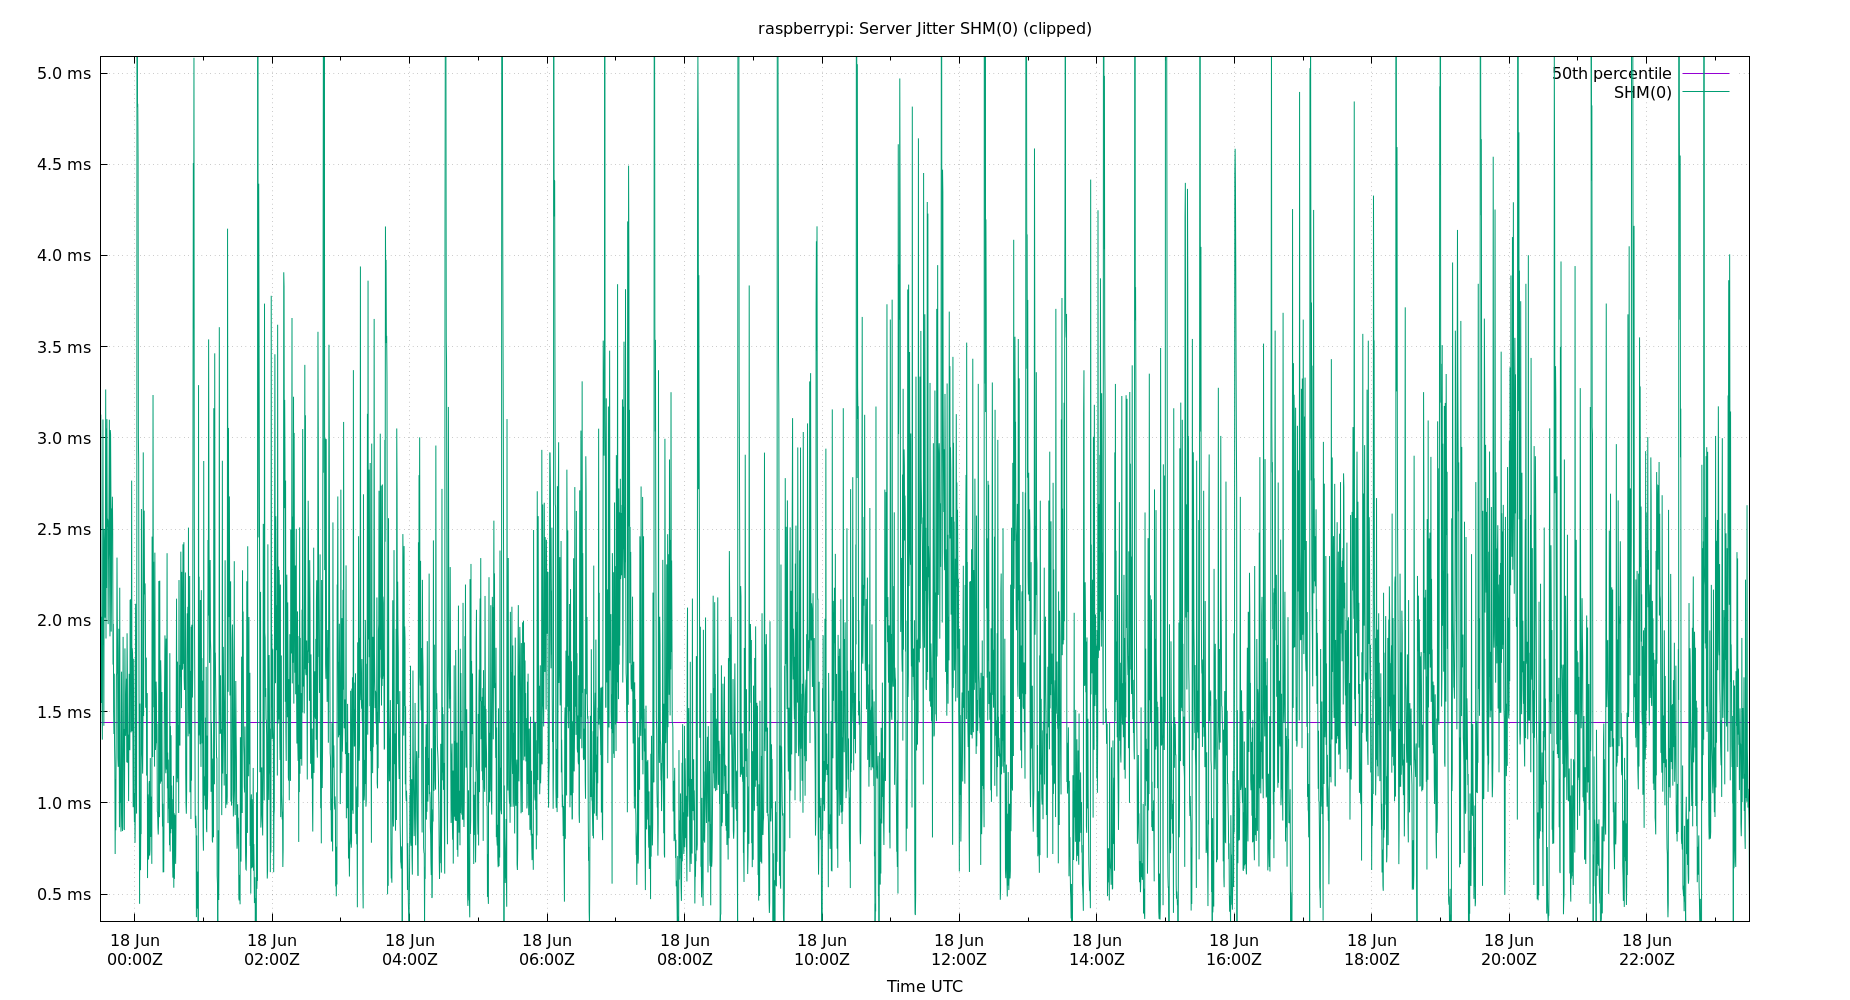 raspberrypi: Server Jitter SHM(0) (clipped)
5.0 ms
50th percentile
SHM(0)
4.5 ms
4.0 ms
3.5 ms
3.0 ms
2.5 ms
2.0 ms
1.5 ms
1.0 ms
0.5 ms
18 Jun 18 Jun 18 Jun 18 Jun 18 Jun 18 Jun 18 Jun 18 Jun 18 Jun 18 Jun 18 Jun 18 Jun
00:00Z 02:00Z 04:00Z 06:00Z 08:00Z 10:00Z 12:00Z 14:00Z 16:00Z 18:00Z 20:00Z 22:00Z
Time UTC